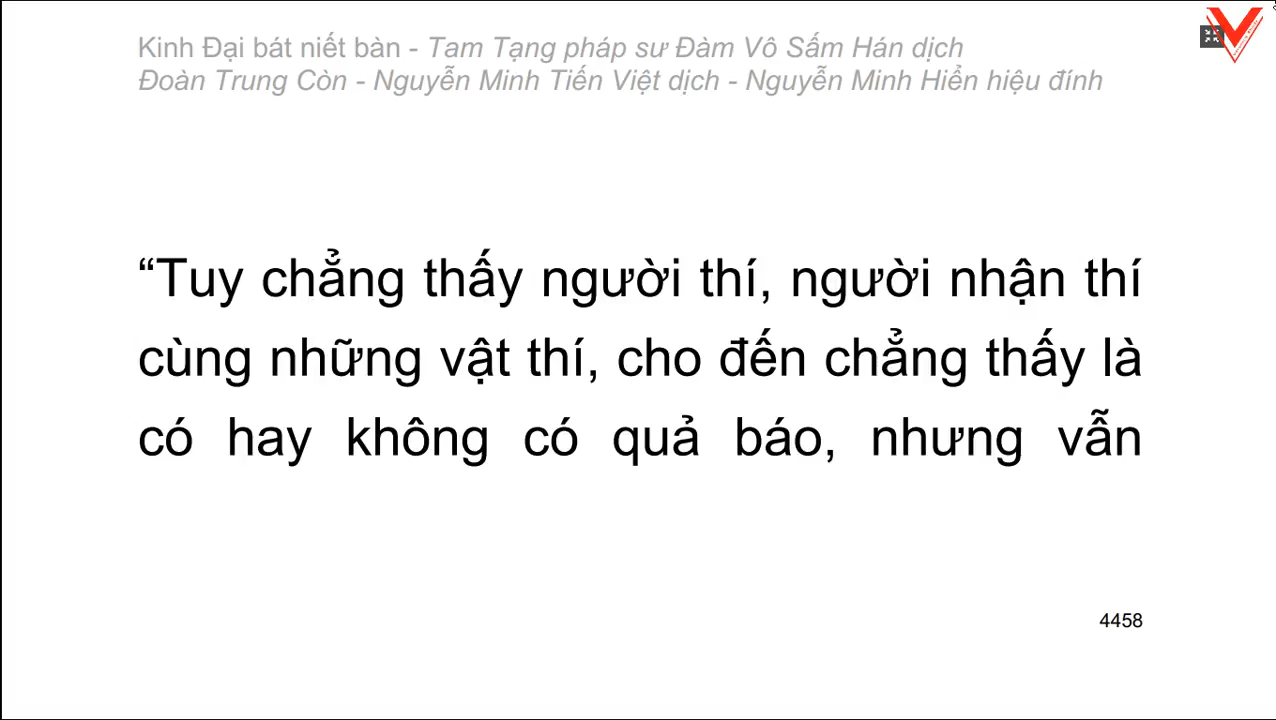 Kinh Đại bát niết bàn - Tam Tạng pháp sư Đàm Vô Sấm Hán dịch
Đoàn Trung Còn - Nguyễn Minh Tiến Việt dịch - Nguyễn Minh Hiển hiệu đính
“Tuy chẳng thấy người thí, người nhận thí
cùng những vật thí, cho đến chẳng thấy là
có hay không có quả báo, nhưng vẫn
4458